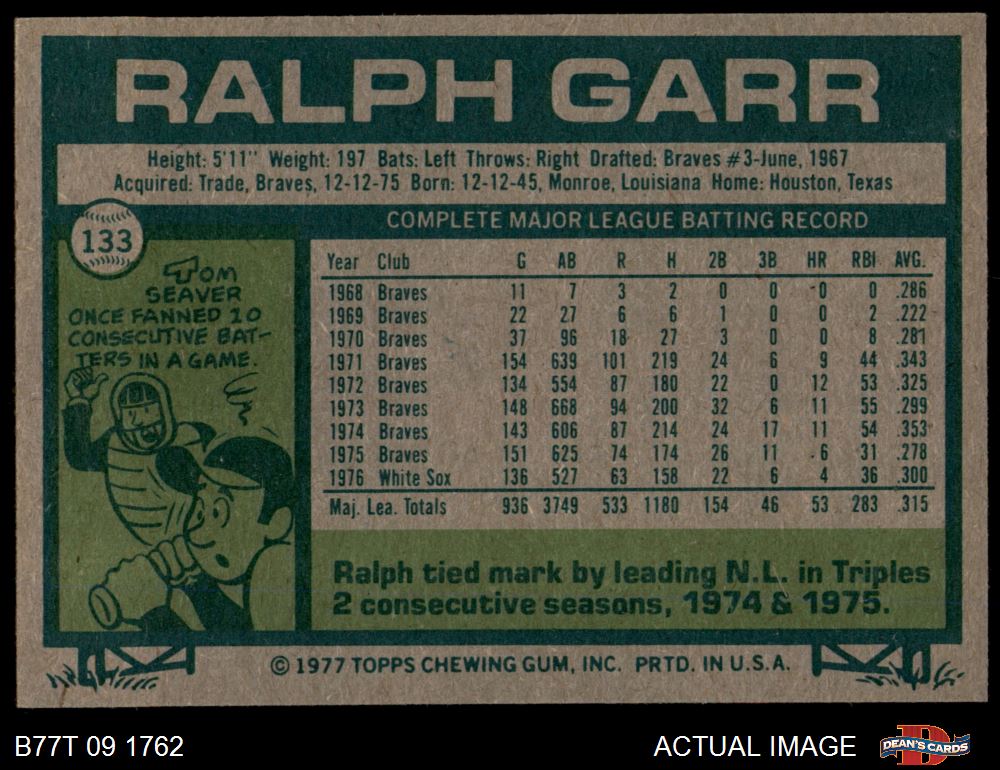 RALPH GARR
Height: 5'11" Weight: 197 Bats: Left Throws: Right Drafted: Braves #3-June, 1967
Acquired: Trade, Braves, 12-12-75 Born: 12-12-45, Monroe, Louisiana Home: Houston, Texas
133
TOM
SEAVER
ONCE FANNED 10
CONSECUTIVE BAT-
TERS IN A GAME.
COMPLETE MAJOR LEAGUE BATTING RECORD
Year Club G AB R H 2B 3B HR RBI AVG.
1968 Braves 11 7 3 2 0 0 0 0 .286
1969 Braves 22 27 6 6 1 0 0 2 .222
1970 Braves 37 96 18 27 3 0 0 8 .281
1971 Braves 154 639 101 219 24 6 9 44 .343
1972 Braves 134 554 87 180 22 0 12 53 .325
1973 Braves 148 668 94 200 32 6 11 55 .299
1974 Braves 143 606 87 214 24 17 11 54 .353
1975 Braves 151 625 74 174 26 11 6 31 .278
1976 White Sox 136 527 63 158 22 6 4 36 .300
Maj. Lea. Totals 936 3749 533 1180 154 46 53 283 .315
Ralph tied mark by leading N.L. in Triples
2 consecutive seasons, 1974 & 1975.
© 1977 TOPPS CHEWING GUM, INC. PRTD. IN U.S.A.
B77T 09 1762
ACTUAL IMAGE
D
DEAN'S CARDS